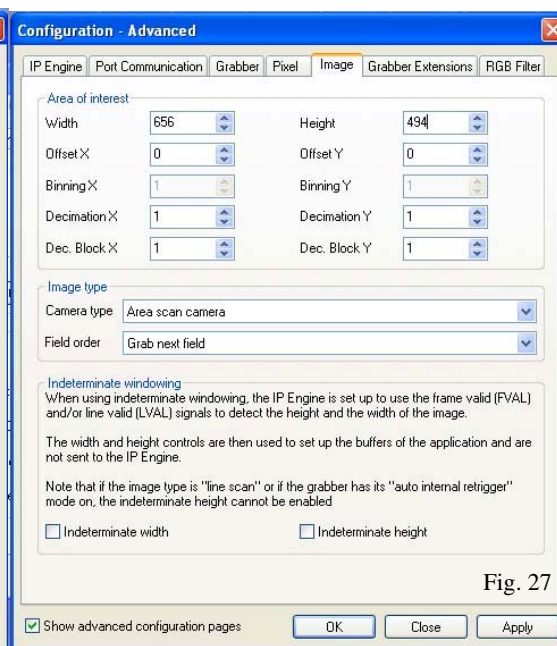 Configuration - Advanced
IP Engine Port Communication Grabber Pixel Image Grabber Extensions RGB Filter
Area of interest
Width 656 Height 494
Offset X 0 Offset Y 0
Binning X 1 Binning Y 1
Decimation X 1 Decimation Y 1
Dec. Block X 1 Dec. Block Y 1
Image type
Camera type Area scan camera
Field order Grab next field
Indeterminate windowing
When using indeterminate windowing, the IP Engine is set up to use the frame valid (FVAL)
and/or line valid (LVAL) signals to detect the height and the width of the image.
The width and height controls are then used to set up the buffers of the application and are
not sent to the IP Engine.
Note that if the image type is "line scan" or if the grabber has its "auto internal retrigger"
mode on, the indeterminate height cannot be enabled
Indeterminate width Indeterminate height
Fig. 27
Show advanced configuration pages OK Close Apply